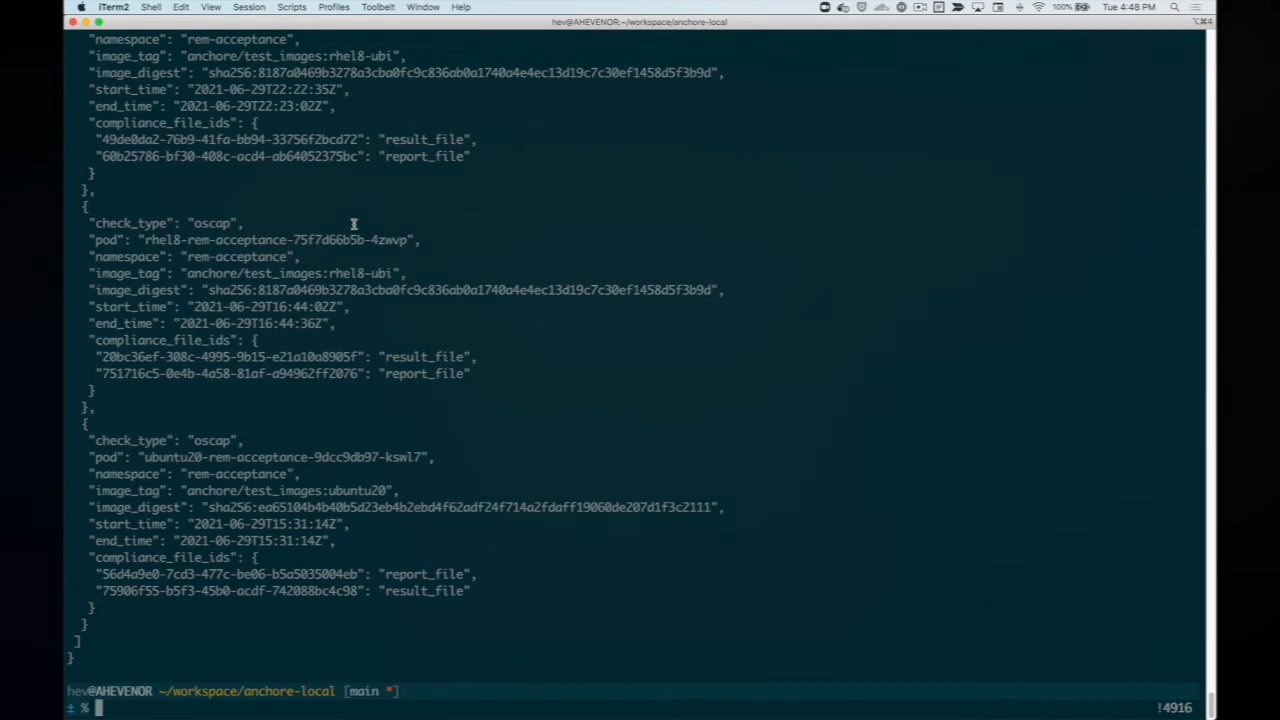 iTerm2 Shell Edit View Session Scripts Profiles Toolbelt Window Help 100% Tue 4:48 PM
hev@AHEVENOR:~/workspace/anchore-local ⌥⌘4
"namespace": "rem-acceptance",
"image_tag": "anchore/test_images:rhel8-ubi",
"image_digest": "sha256:8187a0469b3278a3cba0fc9c836ab0a1740a4e4ec13d19c7c30ef1458d5f3b9d",
"start_time": "2021-06-29T22:22:35Z",
"end_time": "2021-06-29T22:23:02Z",
"compliance_file_ids": {
"49de0da2-76b9-41fa-bb94-33756f2bcd72": "result_file",
"60b25786-bf30-408c-acd4-ab64052375bc": "report_file"
}
},
{
"check_type": "oscap",
"pod": "rhel8-rem-acceptance-75f7d66b5b-4zwvp",
"namespace": "rem-acceptance",
"image_tag": "anchore/test_images:rhel8-ubi",
"image_digest": "sha256:8187a0469b3278a3cba0fc9c836ab0a1740a4e4ec13d19c7c30ef1458d5f3b9d",
"start_time": "2021-06-29T16:44:02Z",
"end_time": "2021-06-29T16:44:36Z",
"compliance_file_ids": {
"20bc36ef-308c-4995-9b15-e21a10a8905f": "result_file",
"751716c5-0e4b-4a58-81af-a94962ff2076": "report_file"
}
},
{
"check_type": "oscap",
"pod": "ubuntu20-rem-acceptance-9dcc9db97-kswl7",
"namespace": "rem-acceptance",
"image_tag": "anchore/test_images:ubuntu20",
"image_digest": "sha256:ea65104b4b40b5d23eb4b2ebd4f62adf24f714a2fdaff19060de207d1f3c2111",
"start_time": "2021-06-29T15:31:14Z",
"end_time": "2021-06-29T15:31:14Z",
"compliance_file_ids": {
"56d4a9e0-7cd3-477c-be06-b5a5035004eb": "report_file",
"75906f55-b5f3-45b0-acdf-742088bc4c98": "result_file"
}
}
]
}
hev@AHEVENOR ~/workspace/anchore-local [main *]
± % !4916